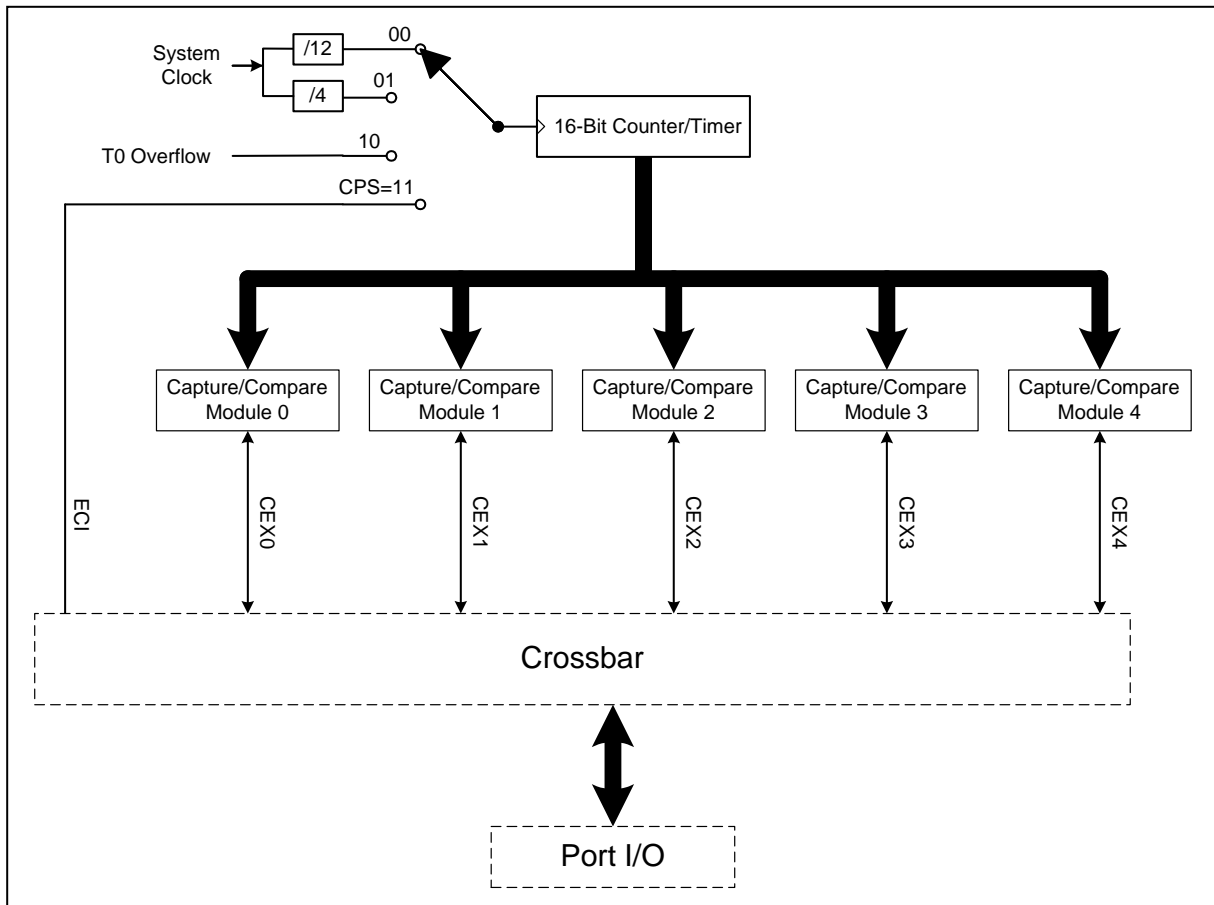 System
Clock
/12
00
/4
01
T0 Overflow
10
CPS=11
16-Bit Counter/Timer
Capture/Compare
Module 0
Capture/Compare
Module 1
Capture/Compare
Module 2
Capture/Compare
Module 3
Capture/Compare
Module 4
ECI
CEX0
CEX1
CEX2
CEX3
CEX4
Crossbar
Port I/O